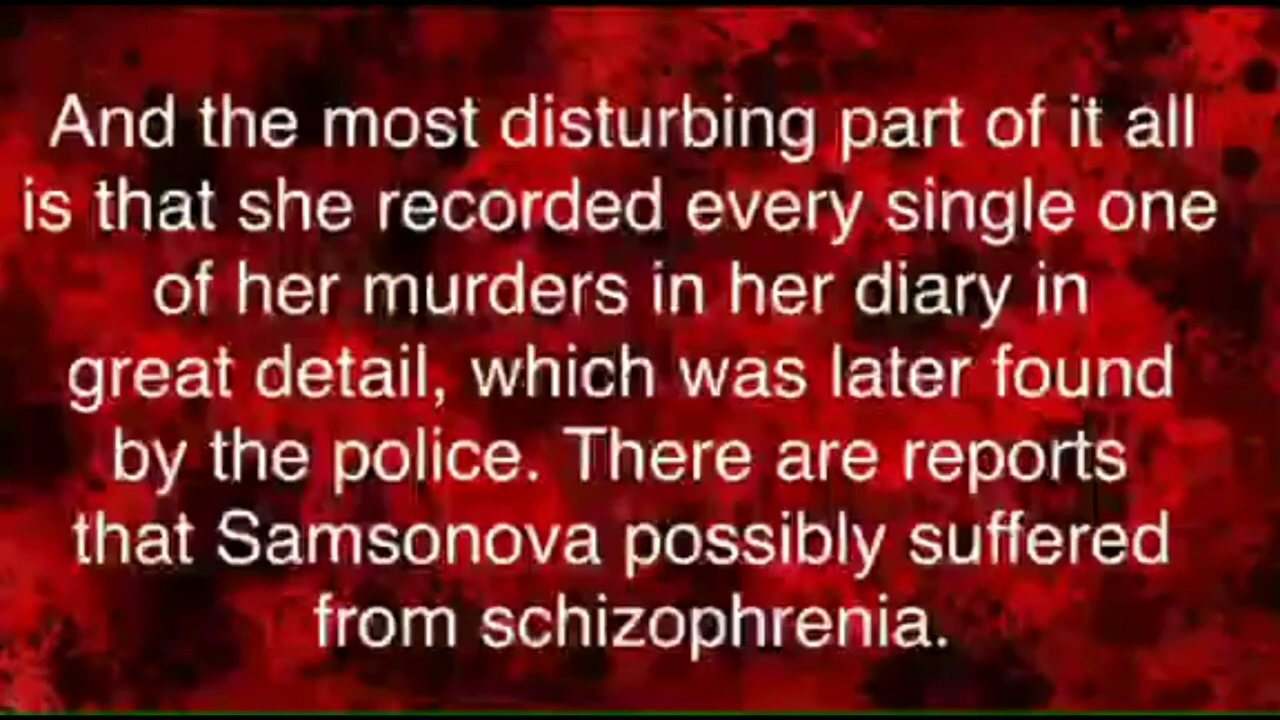 And the most disturbing part of it all
is that she recorded every single one
of her murders in her diary in
great detail, which was later found
by the police. There are reports
that Samsonova possibly suffered
from schizophrenia.